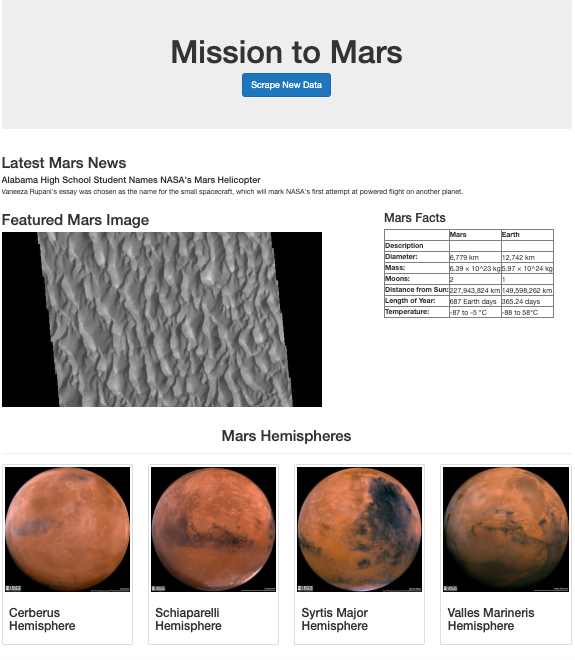 Mission to Mars
Scrape New Data
Latest Mars News
Alabama High School Student Names NASA's Mars Helicopter
Vaneeza Rupani's essay was chosen as the name for the small spacecraft, which will mark NASA's first attempt at powered flight on another planet.
Featured Mars Image
Mars Facts
Mars Earth
Description
Diameter: 6,779 km 12,742 km
Mass: 6.39 × 10^23 kg 5.97 × 10^24 kg
Moons: 2 1
Distance from Sun: 227,943,824 km 149,598,262 km
Length of Year: 687 Earth days 365.24 days
Temperature: -87 to -5 °C -88 to 58°C
Mars Hemispheres
USGS USGS USGS USGS
Cerberus
Hemisphere
Schiaparelli
Hemisphere
Syrtis Major
Hemisphere
Valles Marineris
Hemisphere